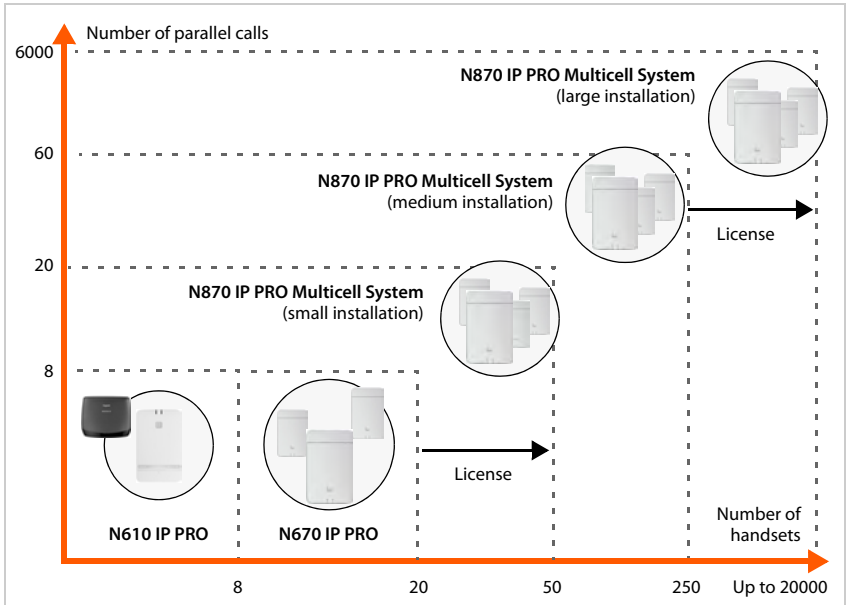 Number of parallel calls
6000
N870 IP PRO Multicell System
(large installation)
60
N870 IP PRO Multicell System
(medium installation)
License
20
N870 IP PRO Multicell System
(small installation)
8
License
Number of
handsets
N610 IP PRO
N670 IP PRO
8
20
50
250
Up to 20000